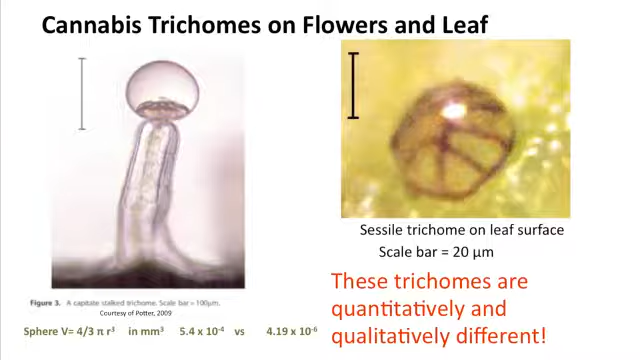 Cannabis Trichomes on Flowers and Leaf
Sessile trichome on leaf surface
Scale bar = 20 µm
Figure 3. A capitate stalked trichome. Scale bar = 100µm.
Courtesy of Potter, 2009
Sphere V= 4/3 π r³ in mm³ 5.4 x 10⁻⁴ vs 4.19 x 10⁻⁶
These trichomes are
quantitatively and
qualitatively different!